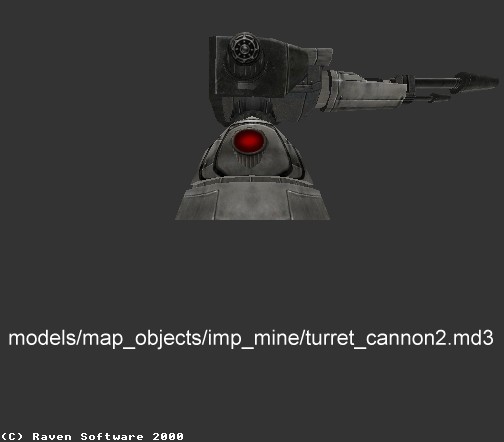 models/map_objects/imp_mine/turret_cannon2.md3
(C) Raven Software 2000